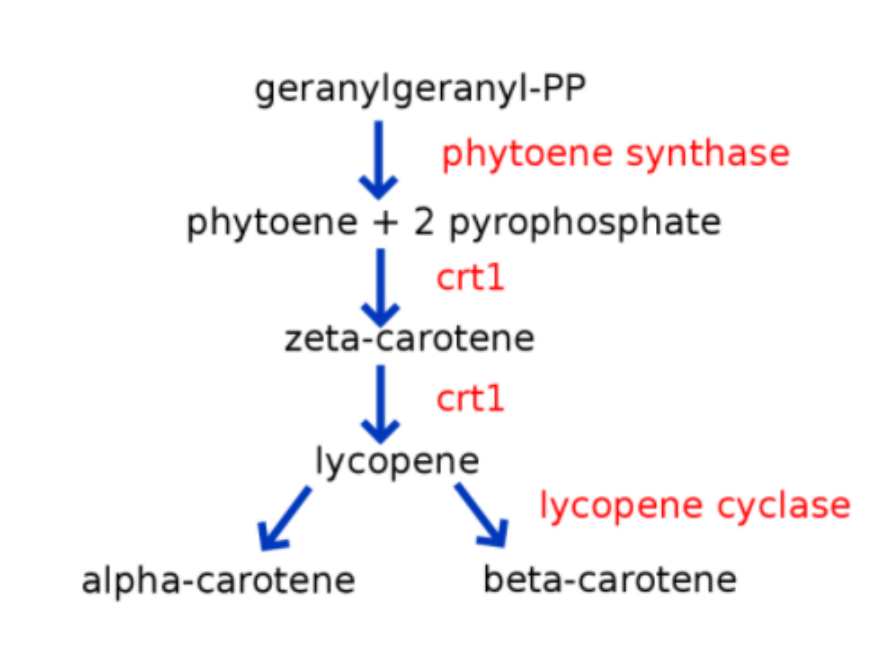 geranylgeranyl-PP
phytoene synthase
phytoene + 2 pyrophosphate
crt1
zeta-carotene
crt1
lycopene
lycopene cyclase
alpha-carotene
beta-carotene